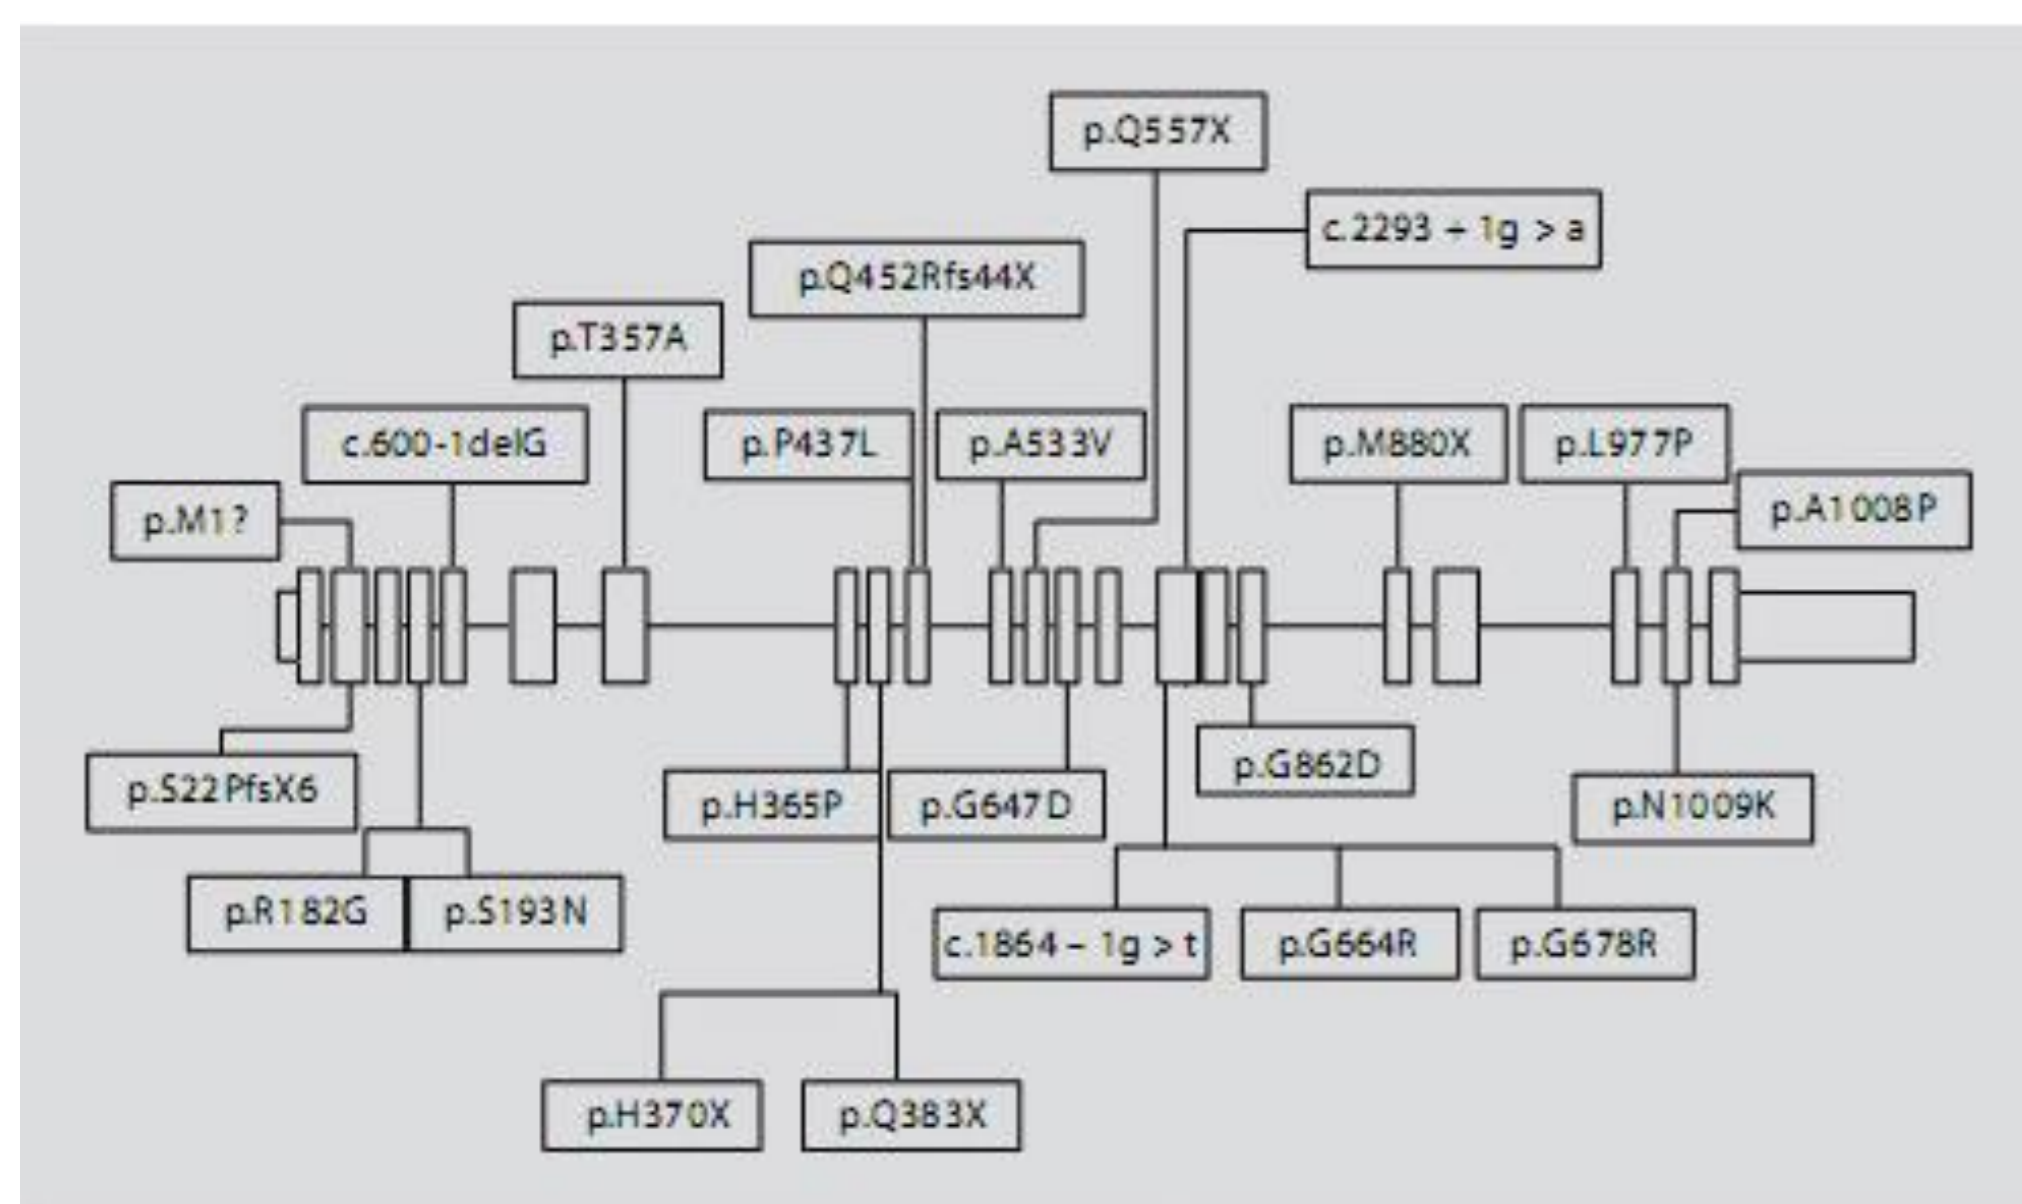 p.Q557X
c.2293 + 1g > a
p.Q452Rfs44X
p.T357A
c.600-1delG
p.P437L
p.A533V
p.M880X
p.L977P
p.M1?
p.A1008P
p.S22PfsX6
p.H365P
p.G647D
p.G862D
p.N1009K
p.R182G
p.S193N
c.1864 – 1g > t
p.G664R
p.G678R
p.H370X
p.Q383X